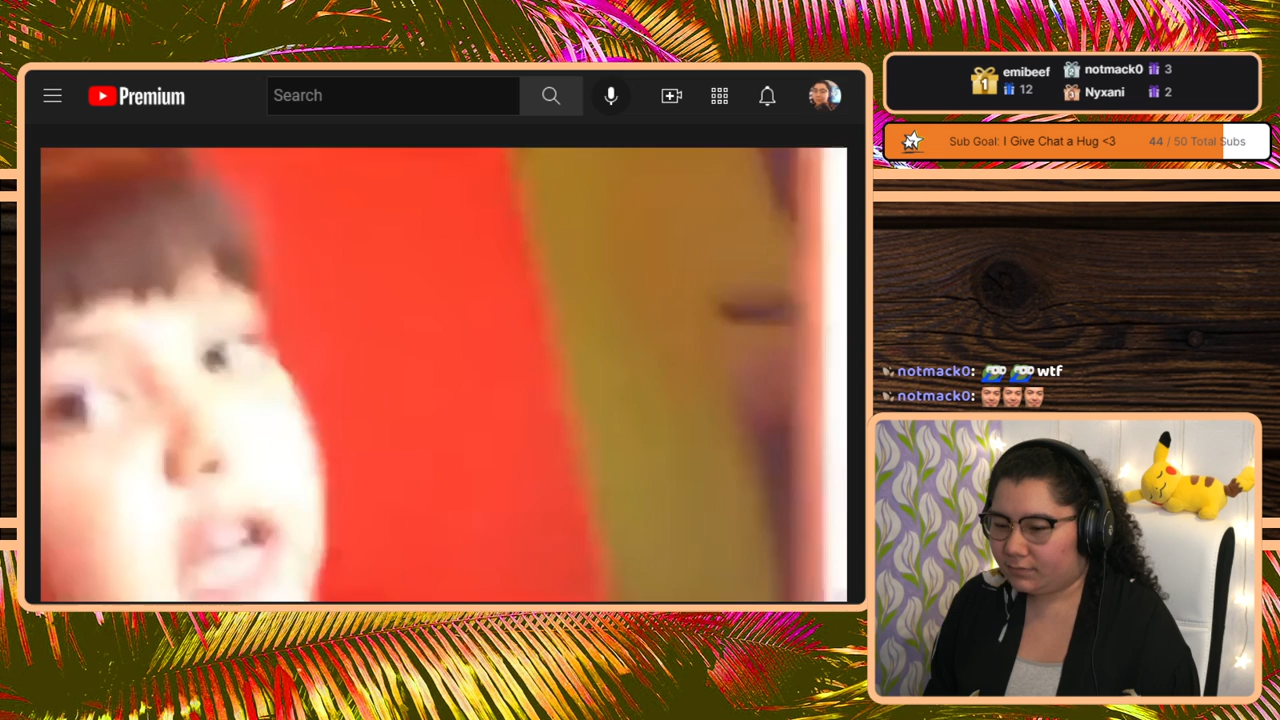 Premium
Search
emibeef
12
notmack0 3
Nyxani 2
Sub Goal: I Give Chat a Hug <3 44 / 50 Total Subs
notmack0: wtf
notmack0: